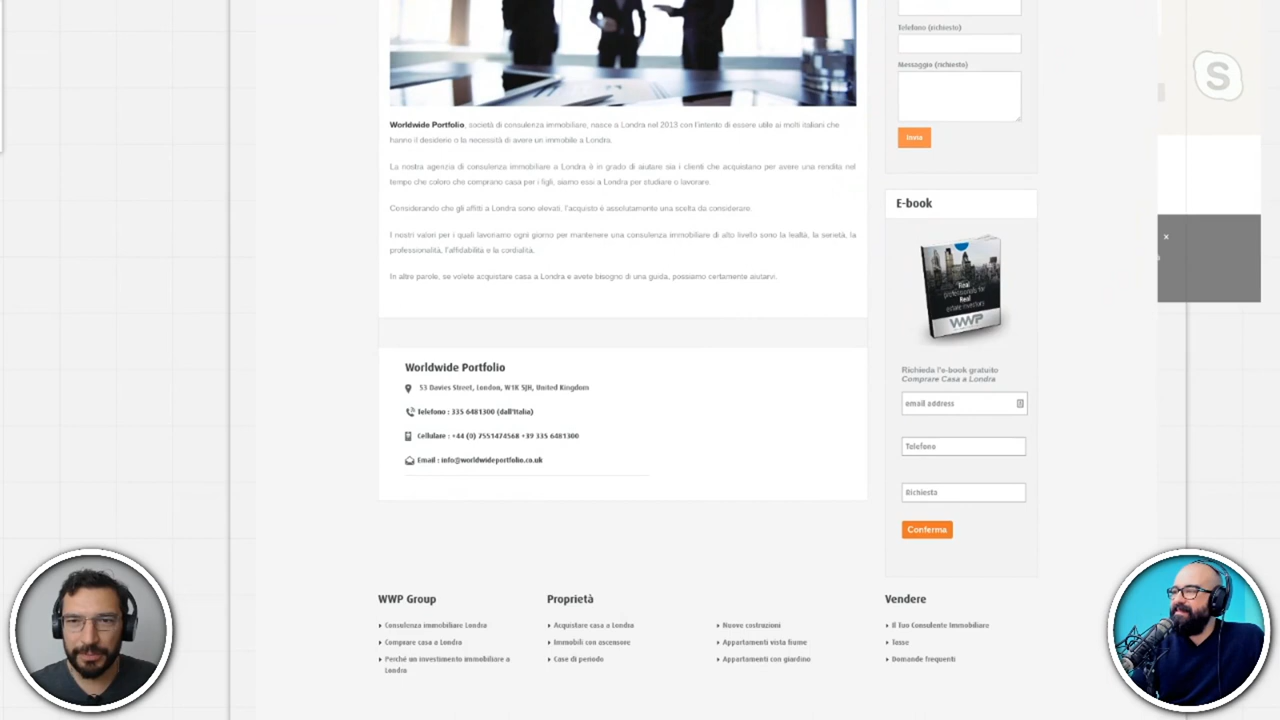 Worldwide Portfolio, società di consulenza immobiliare, nasce a Londra nel 2013 con l'intento di essere utile ai molti italiani che
hanno il desiderio o la necessità di avere un immobile a Londra.
La nostra agenzia di consulenza immobiliare a Londra è in grado di aiutare sia i clienti che acquistano per avere una rendita nel
tempo che coloro che comprano casa per i figli, siamo essi a Londra per studiare o lavorare.
Considerando che gli affitti a Londra sono elevati, l'acquisto è assolutamente una scelta da considerare.
I nostri valori per i quali lavoriamo ogni giorno per mantenere una consulenza immobiliare di alto livello sono la lealtà, la serietà, la
professionalità, l'affidabilità e la cordialità.
In altre parole, se volete acquistare casa a Londra e avete bisogno di una guida, possiamo certamente aiutarvi.
Worldwide Portfolio
53 Davies Street, London, W1K 5JH, United Kingdom
Telefono : 335 6481300 (dall'Italia)
Cellulare : +44 (0) 7551474568 +39 335 6481300
Email : info@worldwideportfolio.co.uk
Telefono (richiesto)
Messaggio (richiesto)
Invia
E-book
Final
professionals for
Real
estate investors
WWP
Richieda l'e-book gratuito
Comprare Casa a Londra
email address
Telefono
Richiesta
Conferma
S
×
WWP Group
Consulenza immobiliare Londra
Comprare casa a Londra
Perché un investimento immobiliare a
Londra
Proprietà
Acquistare casa a Londra
Immobili con ascensore
Case di periodo
Nuove costruzioni
Appartamenti vista fiume
Appartamenti con giardino
Vendere
Il Tuo Consulente Immobiliare
Tasse
Domande frequenti